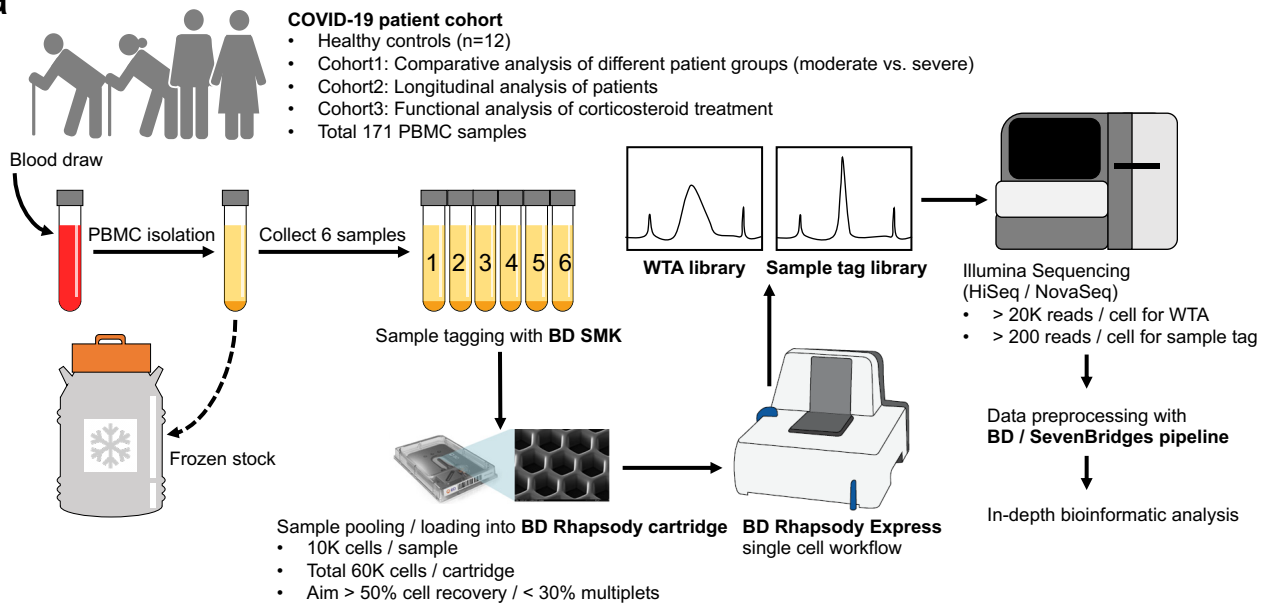 a
COVID-19 patient cohort
• Healthy controls (n=12)
• Cohort1: Comparative analysis of different patient groups (moderate vs. severe)
• Cohort2: Longitudinal analysis of patients
• Cohort3: Functional analysis of corticosteroid treatment
• Total 171 PBMC samples
Blood draw
PBMC isolation
Collect 6 samples
1 2 3 4 5 6
Sample tagging with BD SMK
Frozen stock
Sample pooling / loading into BD Rhapsody cartridge
• 10K cells / sample
• Total 60K cells / cartridge
• Aim > 50% cell recovery / < 30% multiplets
BD Rhapsody Express
single cell workflow
WTA library
Sample tag library
Illumina Sequencing
(HiSeq / NovaSeq)
• > 20K reads / cell for WTA
• > 200 reads / cell for sample tag
Data preprocessing with
BD / SevenBridges pipeline
In-depth bioinformatic analysis